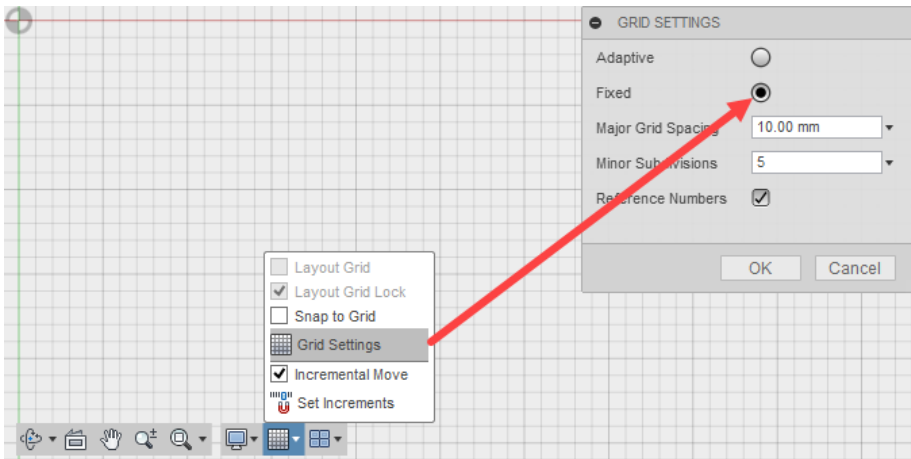 GRID SETTINGS
Adaptive
Fixed
Major Grid Spacing 10.00 mm
Minor Subdivisions 5
Reference Numbers
OK Cancel
Layout Grid
Layout Grid Lock
Snap to Grid
Grid Settings
Incremental Move
Set Increments